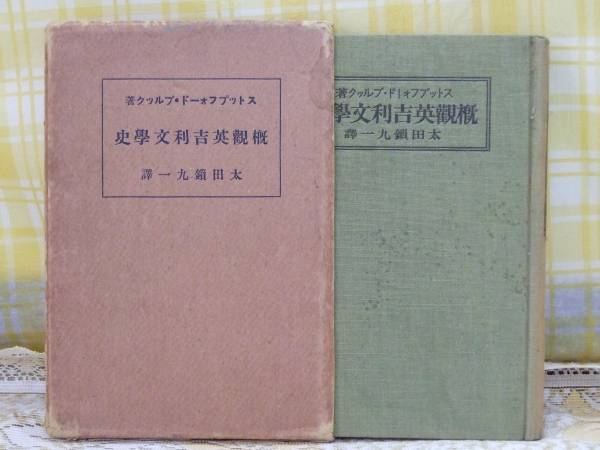 ストップフォード・ブルック著
概觀英吉利文學史
太田鎖九一譯
ストップフォード・ブルック著
概觀英吉利文學
太田鎖九一譯